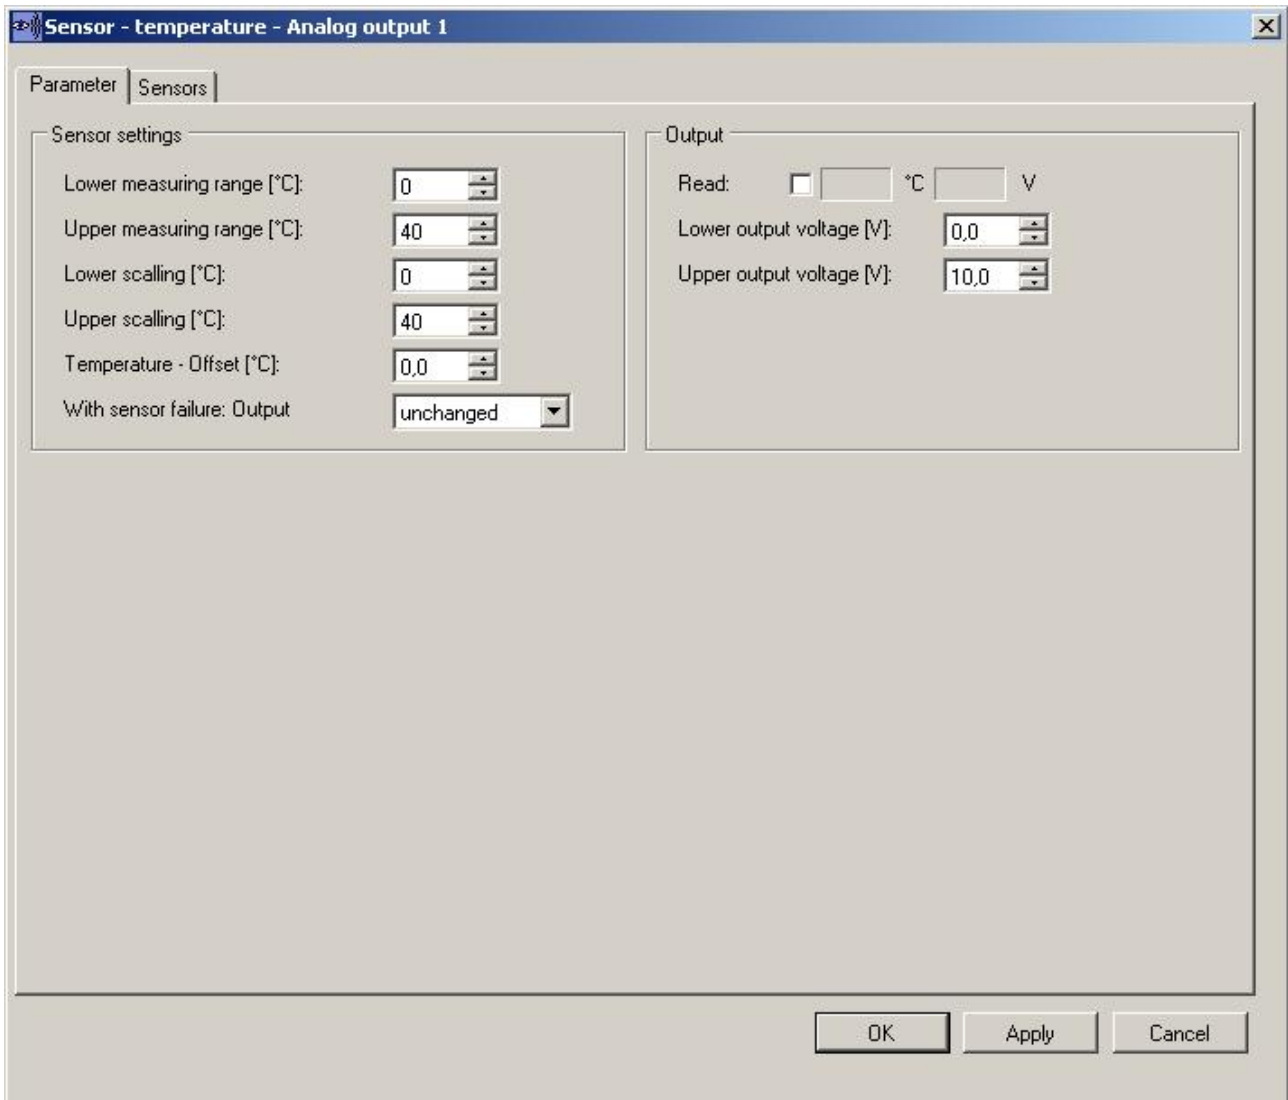 Sensor - temperature - Analog output 1
Parameter
Sensors
Sensor settings
Lower measuring range [°C]: 0
Upper measuring range [°C]: 40
Lower scalling [°C]: 0
Upper scalling [°C]: 40
Temperature - Offset [°C]: 0,0
With sensor failure: Output unchanged
Output
Read: °C V
Lower output voltage [V]: 0,0
Upper output voltage [V]: 10,0
OK Apply Cancel